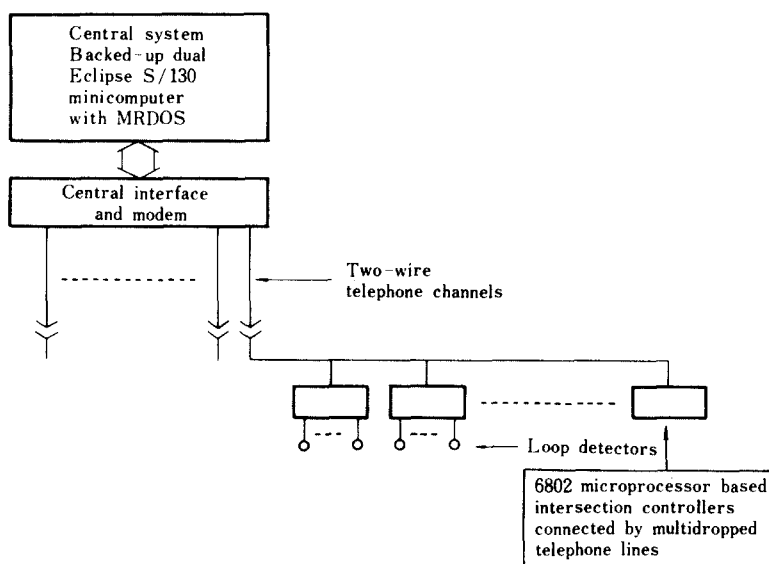 Central system
Backed-up dual
Eclipse S/130
minicomputer
with MRDOS
Central interface
and modem
Two-wire
telephone channels
Loop detectors
6802 microprocessor based
intersection controllers
connected by multidropped
telephone lines